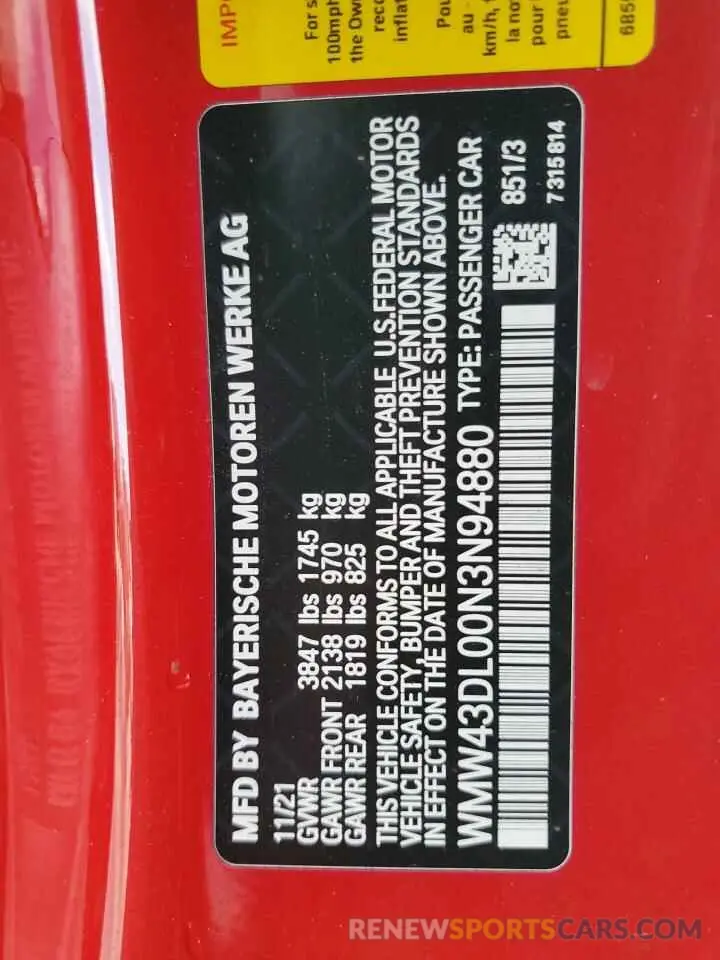 IMPO
For s
100mph
the Own
rec
inflat
Pou
au -
km/h, f
la not
pour l
pneu
685
MFD BY BAYERISCHE MOTOREN WERKE AG
11/21
GVWR 3847 lbs 1745 kg
GAWR FRONT 2138 lbs 970 kg
GAWR REAR 1819 lbs 825 kg
THIS VEHICLE CONFORMS TO ALL APPLICABLE U.S.FEDERAL MOTOR
VEHICLE SAFETY, BUMPER AND THEFT PREVENTION STANDARDS
IN EFFECT ON THE DATE OF MANUFACTURE SHOWN ABOVE.
WMW43DL00N3N94880 TYPE: PASSENGER CAR
851/3
7315814
RENEWSPORTSCARS.COM